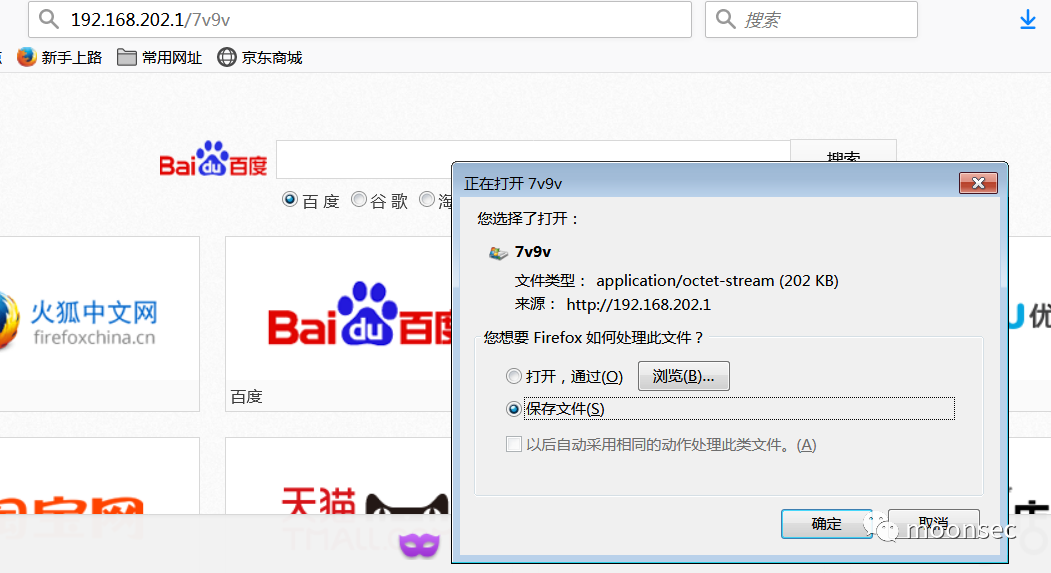 192.168.202.1/7v9v
搜索
新手上路 常用网址 京东商城
Bai du 百度
搜索
百度 谷歌 淘
正在打开 7v9v
您选择了打开：
7v9v
文件类型： application/octet-stream (202 KB)
来源： http://192.168.202.1
您想要 Firefox 如何处理此文件？
打开，通过(O) 浏览(B)...
保存文件(S)
以后自动采用相同的动作处理此类文件。(A)
确定 取消
moonsec
火狐中文网
firefoxchina.cn
Bai du 百度
百度
U 优
淘宝网
天猫